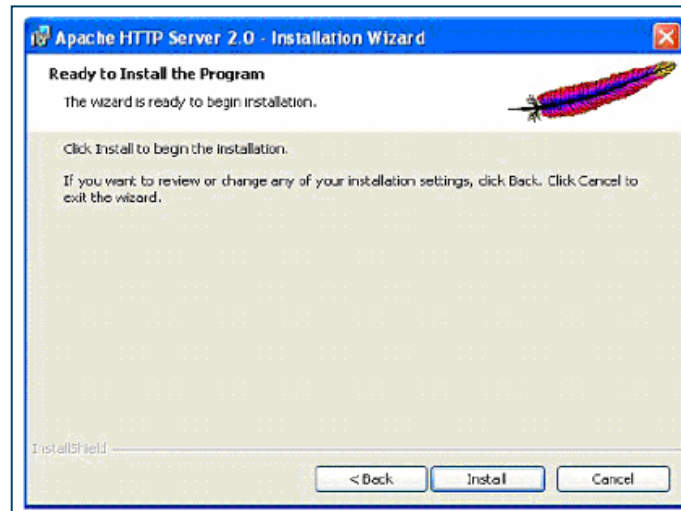 Apache HTTP Server 2.0 - Installation Wizard
Ready to Install the Program
The wizard is ready to begin installation.
Click Install to begin the installation.
If you want to review or change any of your installation settings, click Back. Click Cancel to
exit the wizard.
InstallShield
< Back Install Cancel